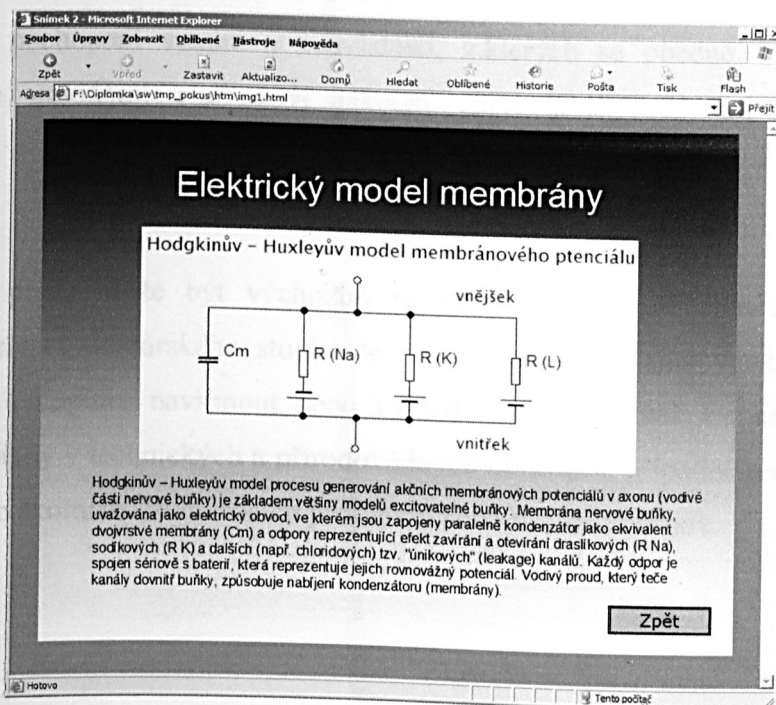 Snímek 2 - Microsoft Internet Explorer
Soubor Úpravy Zobrazit Oblíbené Nástroje Nápověda
Zpět Vpřed Zastavit Aktualizo... Domů Hledat Oblíbené Historie Pošta Tisk Flash
Adresa F:\Diplomka\sw\tmp_pokus\htm\img1.html Přejít
Elektrický model membrány
Hodgkinův – Huxleyův model membránového ptenciálu
vnějšek
Cm R (Na) R (K) R (L)
vnitřek
Hodgkinův – Huxleyův model procesu generování akčních membránových potenciálů v axonu (vodivé
části nervové buňky) je základem většiny modelů excitovatelné buňky. Membrána nervové buňky,
uvažována jako elektrický obvod, ve kterém jsou zapojeny paralelně kondenzátor jako ekvivalent
dvojvrstvé membrány (Cm) a odpory reprezentující efekt zavírání a otevírání draslíkových (R Na),
sodíkových (R K) a dalších (např. chloridových) tzv. "únikových" (leakage) kanálů. Každý odpor je
spojen sériově s baterií, která reprezentuje jejich rovnovážný potenciál. Vodivý proud, který teče
kanály dovnitř buňky, způsobuje nabíjení kondenzátoru (membrány).
Zpět
Hotovo Tento počítač